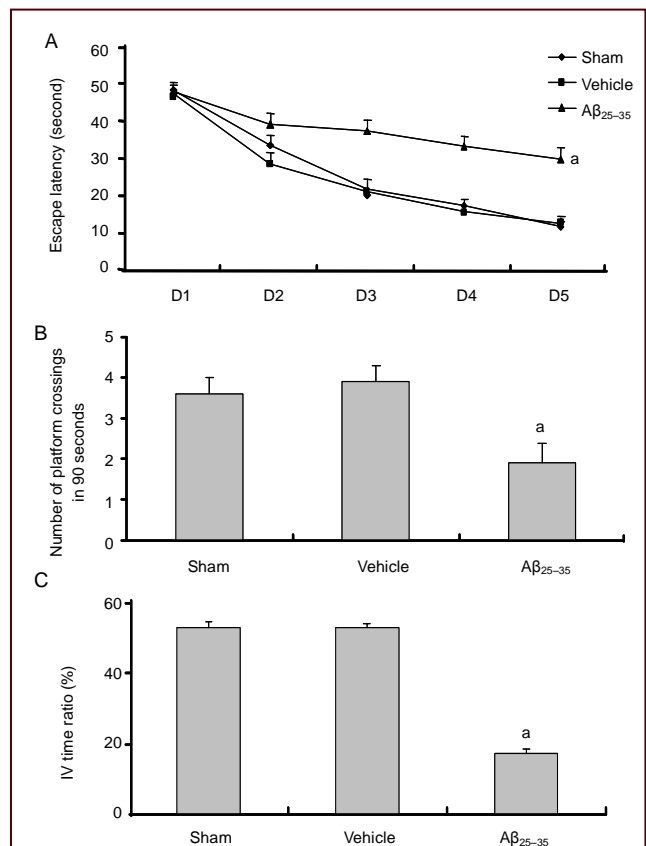 A
60
50
40
30
20
10
0
Escape latency (second)
Sham
Vehicle
Aβ25–35
a
D1 D2 D3 D4 D5
B
5
4
3
2
1
0
Number of platform crossings
in 90 seconds
a
Sham Vehicle Aβ25–35
C
60
40
20
0
IV time ratio (%)
a
Sham Vehicle Aβ25–35